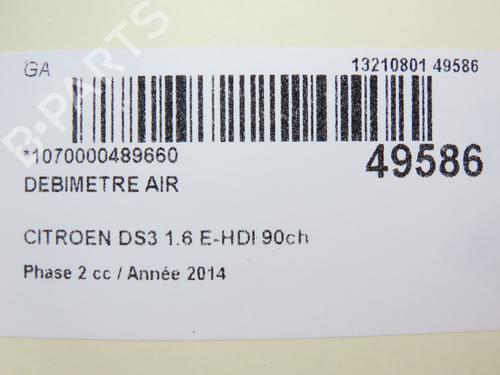 GA
13210801 49586
*1070000489660
49586
DEBIMETRE AIR
CITROEN DS3 1.6 E-HDI 90ch
Phase 2 cc / Année 2014
B-PARTS